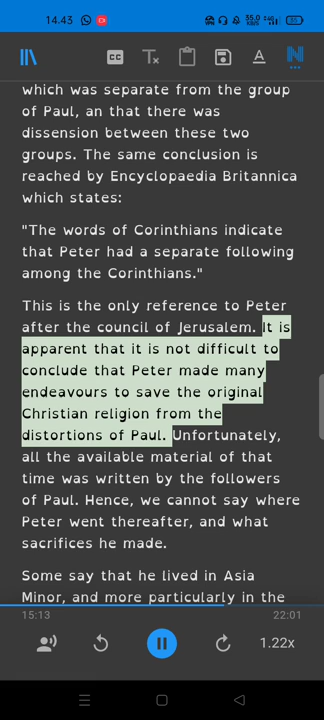 14.43
35.0 KB/S
CC
which was separate from the group
of Paul, an that there was
dissension between these two
groups. The same conclusion is
reached by Encyclopaedia Britannica
which states:
"The words of Corinthians indicate
that Peter had a separate following
among the Corinthians."
This is the only reference to Peter
after the council of Jerusalem. It is
apparent that it is not difficult to
conclude that Peter made many
endeavours to save the original
Christian religion from the
distortions of Paul. Unfortunately,
all the available material of that
time was written by the followers
of Paul. Hence, we cannot say where
Peter went thereafter, and what
sacrifices he made.
Some say that he lived in Asia
Minor, and more particularly in the
15:13
22:01
1.22x